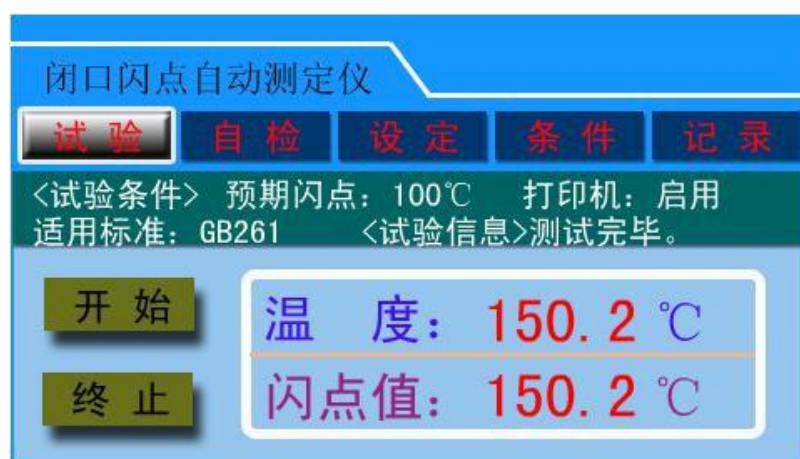 闭口闪点自动测定仪
试 验 自 检 设 定 条 件 记 录
<试验条件> 预期闪点：100℃ 打印机：启用
适用标准：GB261 <试验信息>测试完毕。
开 始
温 度：150.2 ℃
终 止
闪点值：150.2 ℃